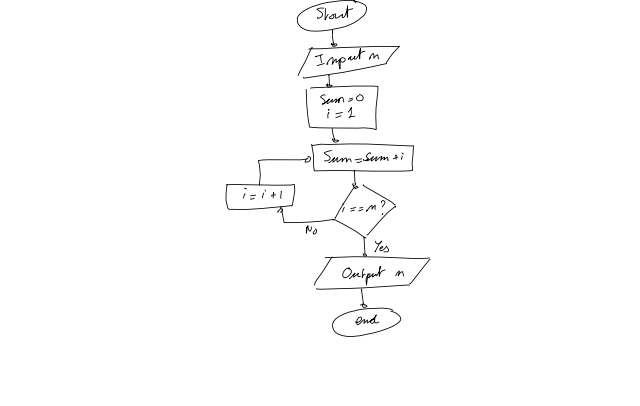 Start
Input n
Sum=0
i=1
Sum=Sum+i
i=i+1
i==n?
No
Yes
Output n
end